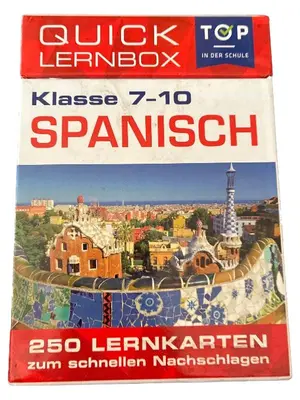 QUICK
LERNBOX
TOP
IN DER SCHULE
Klasse 7-10
SPANISCH
250 LERNKARTEN
zum schnellen Nachschlagen